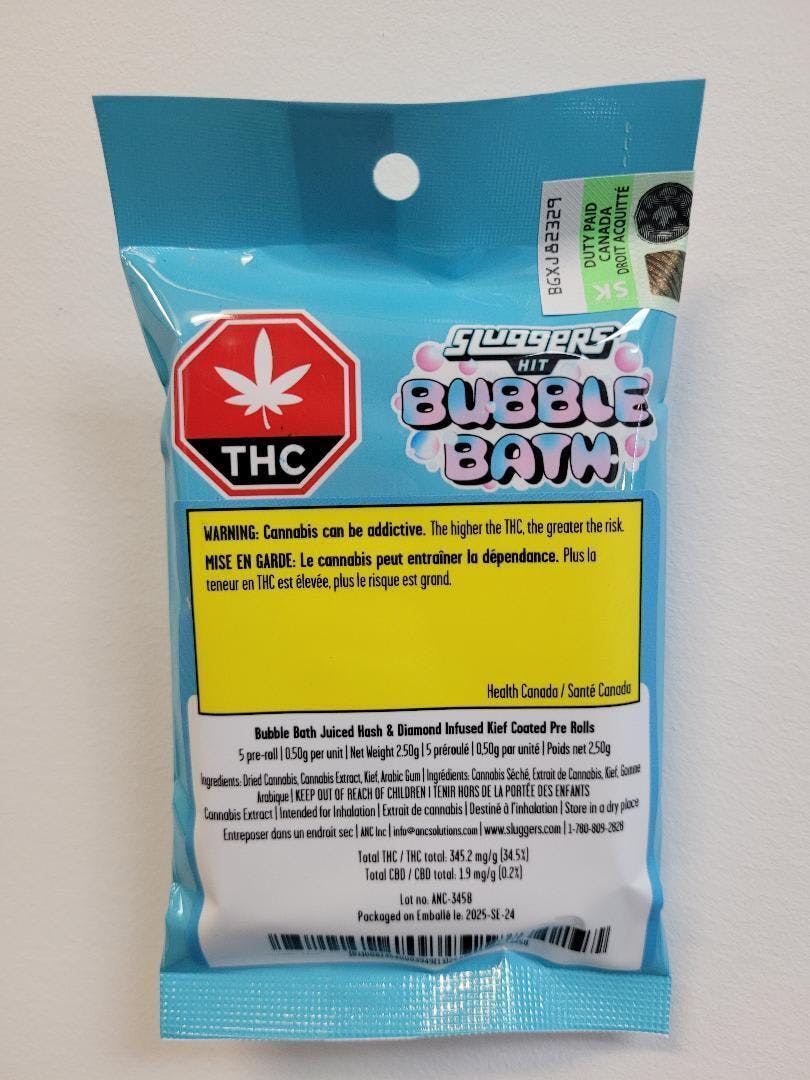 BGXJ82329
DUTY PAID
CANADA
DROIT ACQUITTÉ
SK
SLUGGERS
HIT
BUBBLE
BATH
THC
WARNING: Cannabis can be addictive. The higher the THC, the greater the risk.
MISE EN GARDE: Le cannabis peut entraîner la dépendance. Plus la
teneur en THC est élevée, plus le risque est grand.
Health Canada / Santé Canada
Bubble Bath Juiced Hash & Diamond Infused Kief Coated Pre Rolls
5 pre-roll | 0.50g per unit | Net Weight 2.50g | 5 préroulé | 0,50g par unité | Poids net 2,50g
Ingredients: Dried Cannabis, Cannabis Extract, Kief, Arabic Gum | Ingrédients: Cannabis Séché, Extrait de Cannabis, Kief, Gomme
Arabique | KEEP OUT OF REACH OF CHILDREN | TENIR HORS DE LA PORTÉE DES ENFANTS
Cannabis Extract | Intended for Inhalation | Extrait de cannabis | Destiné à l'inhalation | Store in a dry place
Entreposer dans un endroit sec | ANC Inc | info@ancsolutions.com | www.sluggers.com | 1-780-809-2828
Total THC / THC total: 345.2 mg/g (34.5%)
Total CBD / CBD total: 1.9 mg/g (0.2%)
Lot no: ANC-3458
Packaged on Emballé le: 2025-SE-24